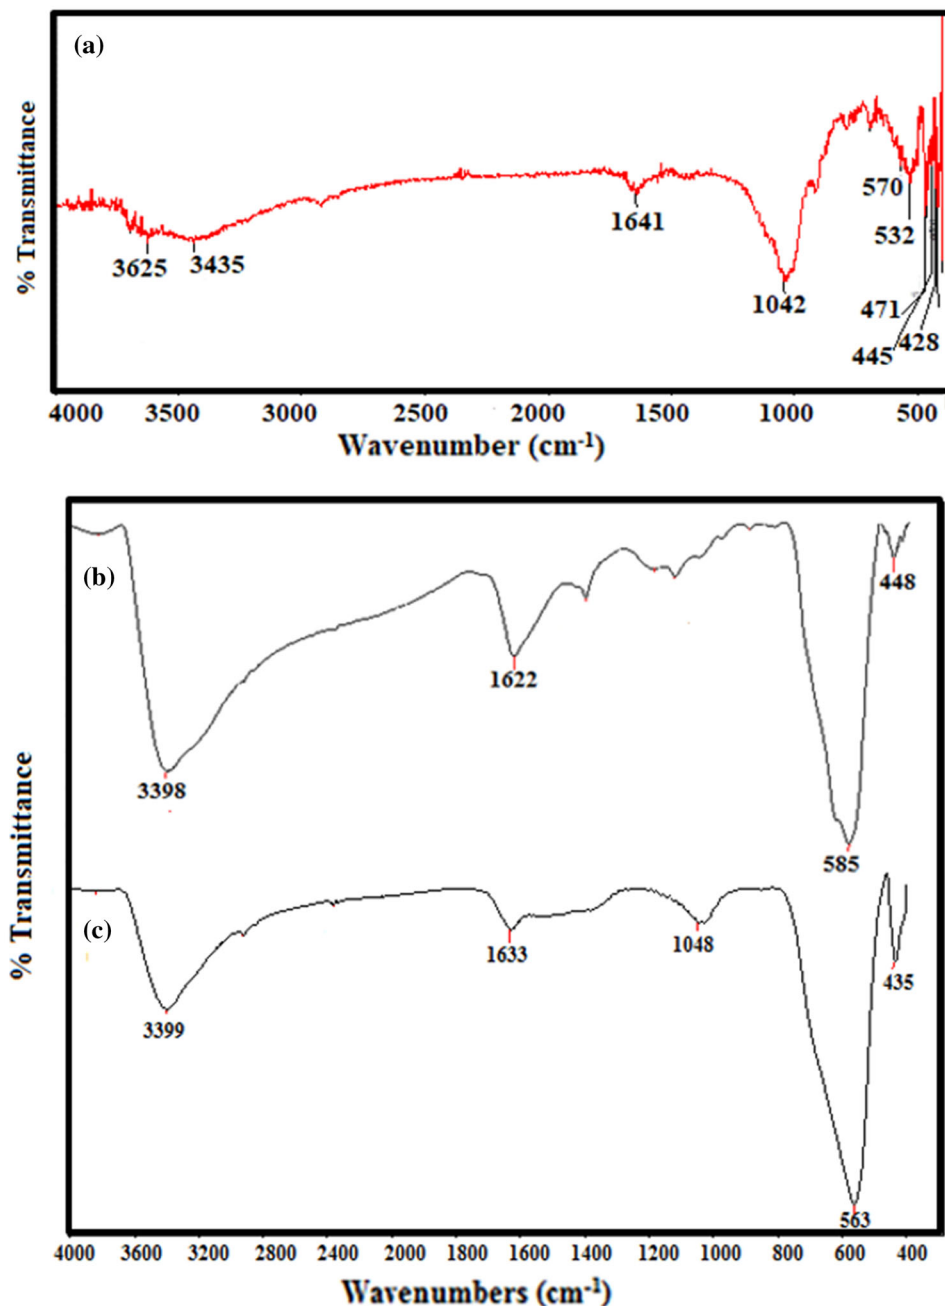 (a)
% Transmittance
3625 3435
1641
1042
570
532
471
445 428
4000 3500 3000 2500 2000 1500 1000 500
Wavenumber (cm-1)
(b)
448
1622
3398
585
% Transmittance
(c)
1633
1048
435
3399
563
4000 3600 3200 2800 2400 2000 1600 1200 1000 800 600 400
Wavenumbers (cm-1)